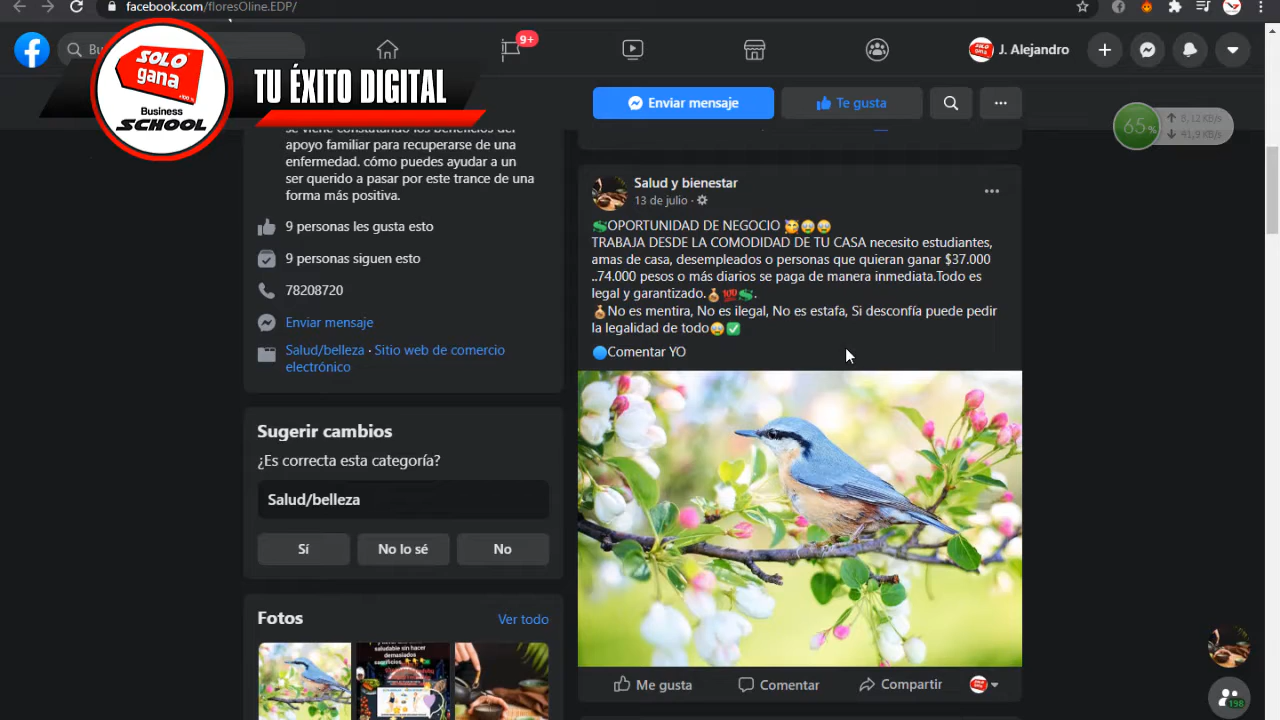 facebook.com/floresOline.EDP/
SOLO
gana
+100 %
Business
SCHOOL
TU ÉXITO DIGITAL
9+
J. Alejandro
Enviar mensaje
Te gusta
65%
41,9 KB/s
se viene constatando los beneficios del
apoyo familiar para recuperarse de una
enfermedad. cómo puedes ayudar a un
ser querido a pasar por este trance de una
forma más positiva.
9 personas les gusta esto
9 personas siguen esto
78208720
Enviar mensaje
Salud/belleza · Sitio web de comercio
electrónico
Sugerir cambios
¿Es correcta esta categoría?
Salud/belleza
Sí
No lo sé
No
Fotos
Ver todo
Salud y bienestar
13 de julio ·
OPORTUNIDAD DE NEGOCIO
TRABAJA DESDE LA COMODIDAD DE TU CASA necesito estudiantes,
amas de casa, desempleados o personas que quieran ganar $37.000
..74.000 pesos o más diarios se paga de manera inmediata.Todo es
legal y garantizado.💰💯💲.
No es mentira, No es ilegal, No es estafa, Si desconfía puede pedir
la legalidad de todo
Comentar YO
Me gusta
Comentar
Compartir
198